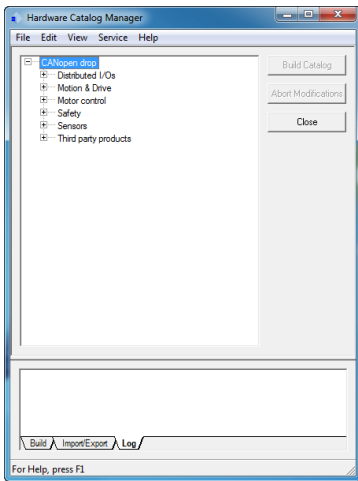 Hardware Catalog Manager
File Edit View Service Help
CANopen drop
Distributed I/Os
Motion & Drive
Motor control
Safety
Sensors
Third party products
Build Catalog
Abort Modifications
Close
Build Import/Export Log
For Help, press F1